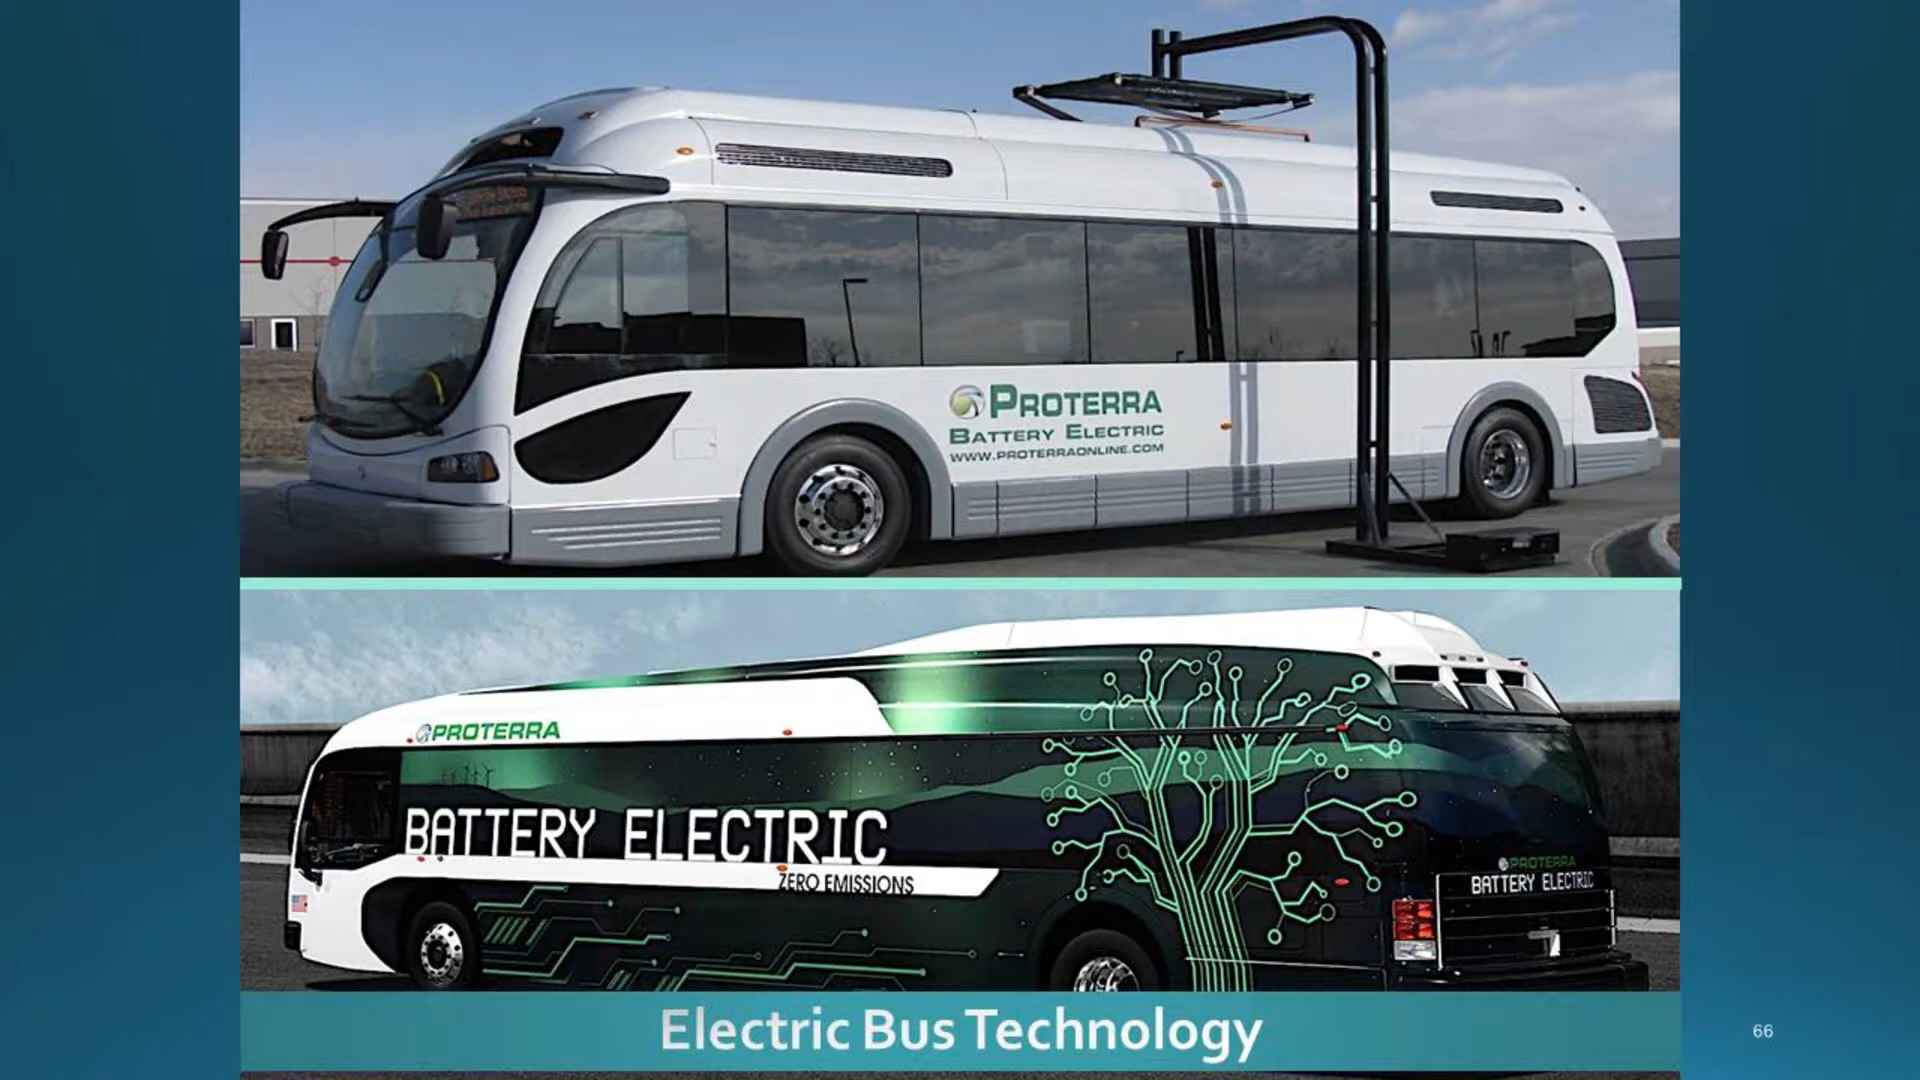 PROTERRA
BATTERY ELECTRIC
WWW.PROTERRAONLINE.COM
PROTERRA
BATTERY ELECTRIC
ZERO EMISSIONS
PROTERRA
BATTERY ELECTRIC
Electric Bus Technology
66